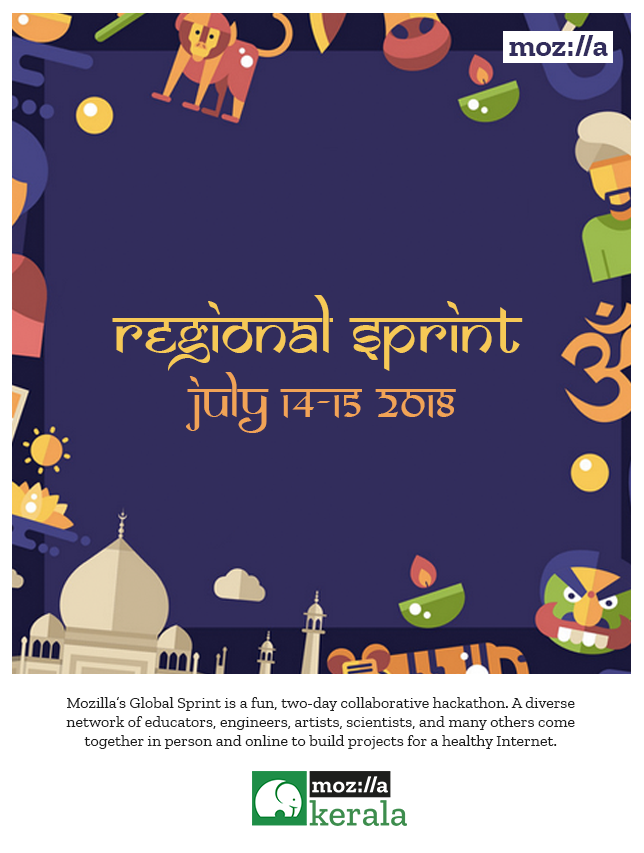 moz://a
Regional Sprint
July 14-15 2018
ॐ
Mozilla's Global Sprint is a fun, two-day collaborative hackathon. A diverse
network of educators, engineers, artists, scientists, and many others come
together in person and online to build projects for a healthy Internet.
moz://a
kerala